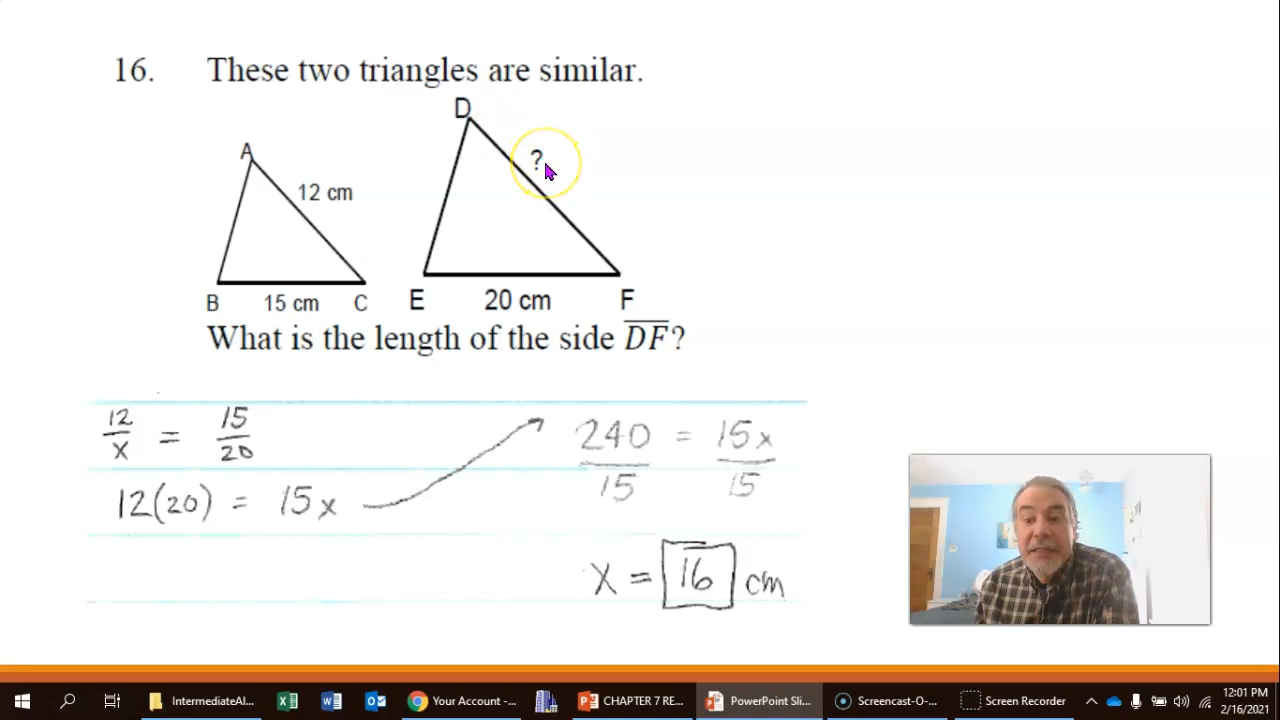 16. These two triangles are similar.
D
A
?
12 cm
B 15 cm C
E 20 cm F
What is the length of the side DF?
12/x = 15/20
240/15 = 15x/15
12(20) = 15x
x = 16 cm
IntermediateAl...
Your Account -...
CHAPTER 7 RE...
PowerPoint Sli...
Screencast-O-...
Screen Recorder
12:01 PM
2/16/2021